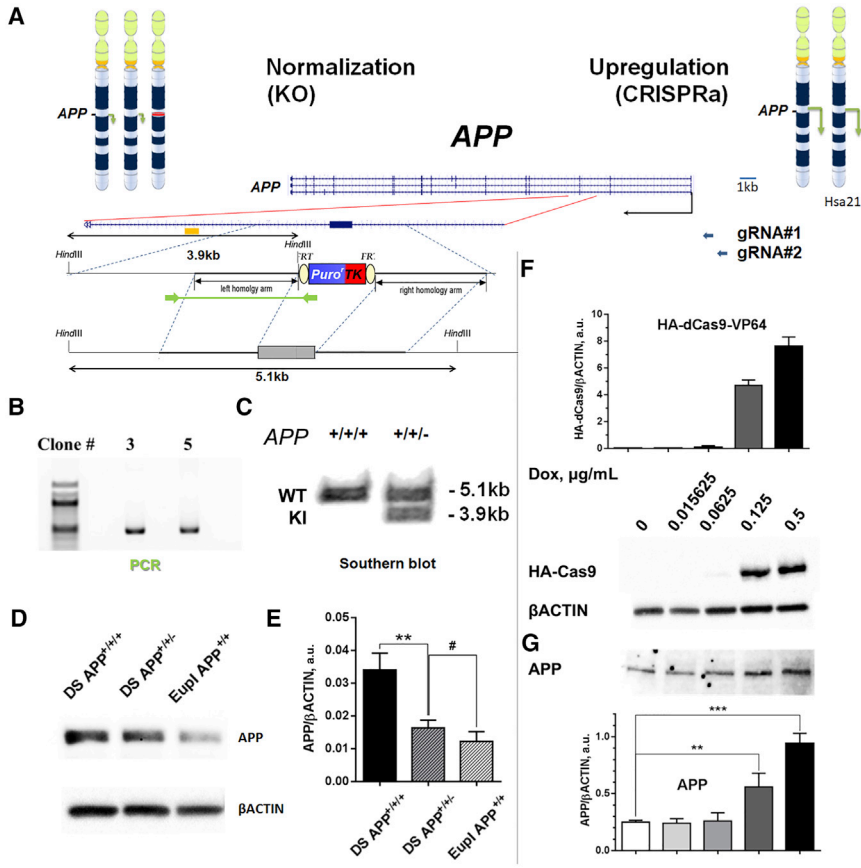 A
Normalization
(KO)
Upregulation
(CRISPRa)
APP
APP
APP
APP
1kb
Hsa21
3.9kb
HindIII
HindIII
FRT
Puroʳ TK
left homolgy arm
right homology arm
gRNA#1
gRNA#2
HindIII
HindIII
5.1kb
B
Clone #
3
5
PCR
C
APP
+/+/+
+/+/-
WT
- 5.1kb
KI
- 3.9kb
Southern blot
D
DS APP+/+/+
DS APP+/+/-
Eupl APP+/+
APP
βACTIN
E
APP/βACTIN, a.u.
0.05
0.04
0.03
0.02
0.01
0.00
**
#
DS APP+/+/+
DS APP+/+/-
Eupl APP+/+
F
HA-dCas9-VP64
HA-dCas9/βACTIN, a.u.
10
8
6
4
2
0
Dox, µg/mL
0
0.015625
0.0625
0.125
0.5
HA-Cas9
βACTIN
G
APP
APP/βACTIN, a.u.
1.0
0.5
0.0
***
**
APP